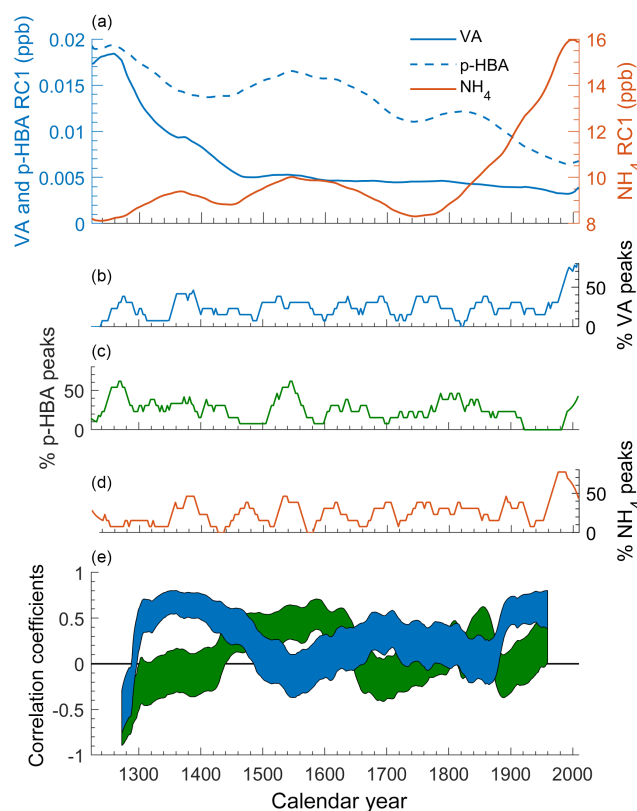 (a)
VA and p-HBA RC1 (ppb)
0.02
0.015
0.01
0.005
0
VA
p-HBA
NH4
16
14
12
10
8
NH4 RC1 (ppb)
(b)
50
0
% VA peaks
(c)
50
0
% p-HBA peaks
(d)
50
0
% NH4 peaks
(e)
Correlation coefficients
1
0.5
0
-0.5
-1
1300 1400 1500 1600 1700 1800 1900 2000
Calendar year